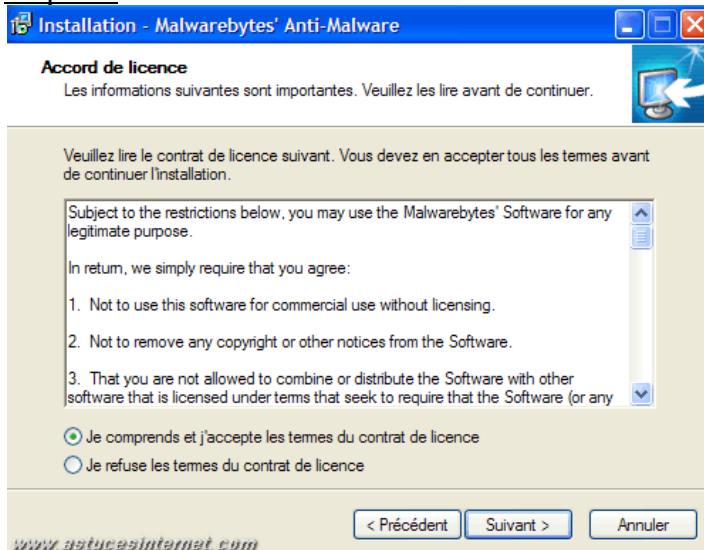 Installation - Malwarebytes' Anti-Malware
Accord de licence
Les informations suivantes sont importantes. Veuillez les lire avant de continuer.
Veuillez lire le contrat de licence suivant. Vous devez en accepter tous les termes avant
de continuer l'installation.
Subject to the restrictions below, you may use the Malwarebytes' Software for any
legitimate purpose.
In return, we simply require that you agree:
1. Not to use this software for commercial use without licensing.
2. Not to remove any copyright or other notices from the Software.
3. That you are not allowed to combine or distribute the Software with other
software that is licensed under terms that seek to require that the Software (or any
Je comprends et j'accepte les termes du contrat de licence
Je refuse les termes du contrat de licence
< Précédent Suivant > Annuler
www.astucesinternet.com